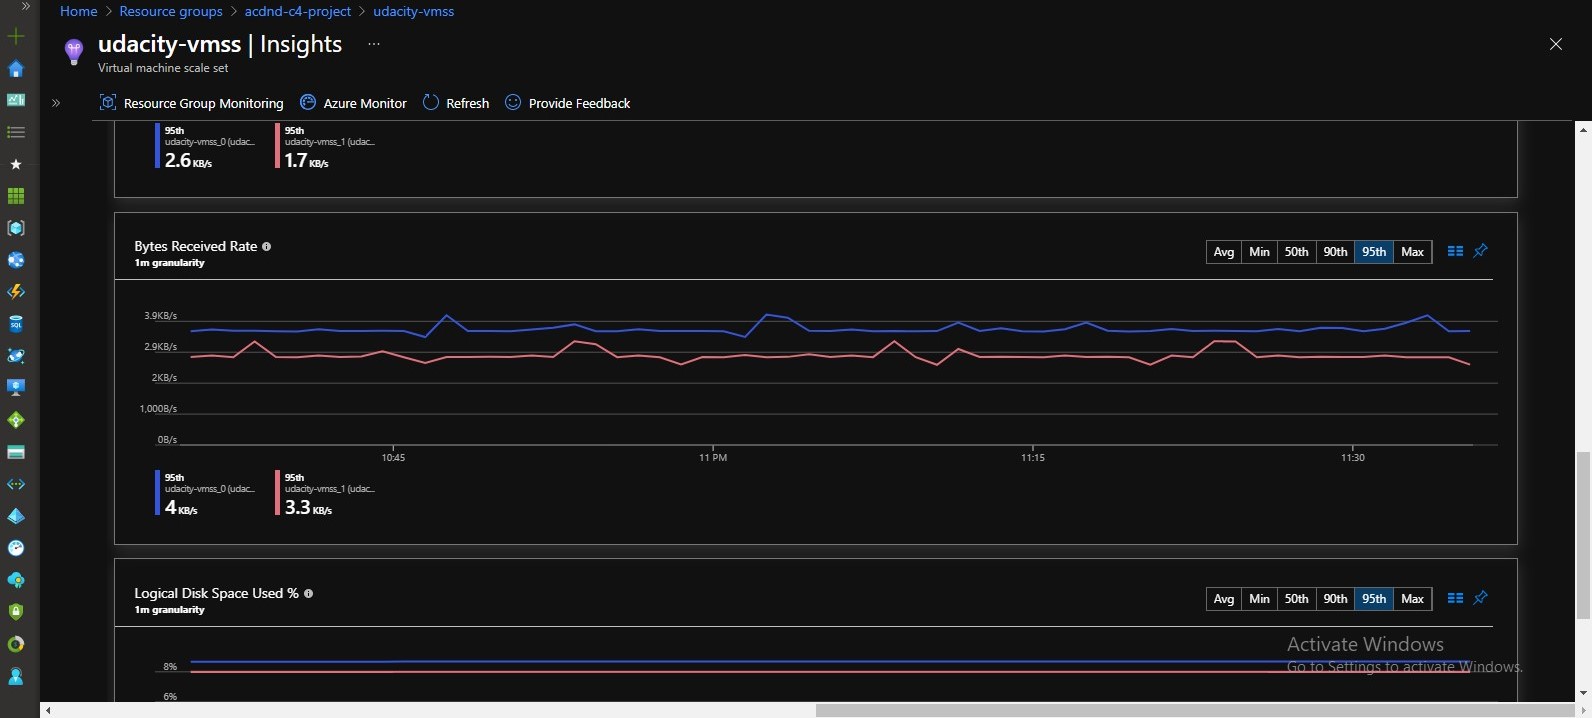 Home > Resource groups > acdnd-c4-project > udacity-vmss
udacity-vmss | Insights ...
Virtual machine scale set
Resource Group Monitoring Azure Monitor Refresh Provide Feedback
95th 95th
udacity-vmss_0 (udac... udacity-vmss_1 (udac...
2.6 KB/s 1.7 KB/s
Bytes Received Rate
1m granularity
Avg Min 50th 90th 95th Max
3.9KB/s
2.9KB/s
2KB/s
1,000B/s
0B/s
10:45 11 PM 11:15 11:30
95th 95th
udacity-vmss_0 (udac... udacity-vmss_1 (udac...
4 KB/s 3.3 KB/s
Logical Disk Space Used %
1m granularity
Avg Min 50th 90th 95th Max
8%
6%
Activate Windows
Go to Settings to activate Windows.